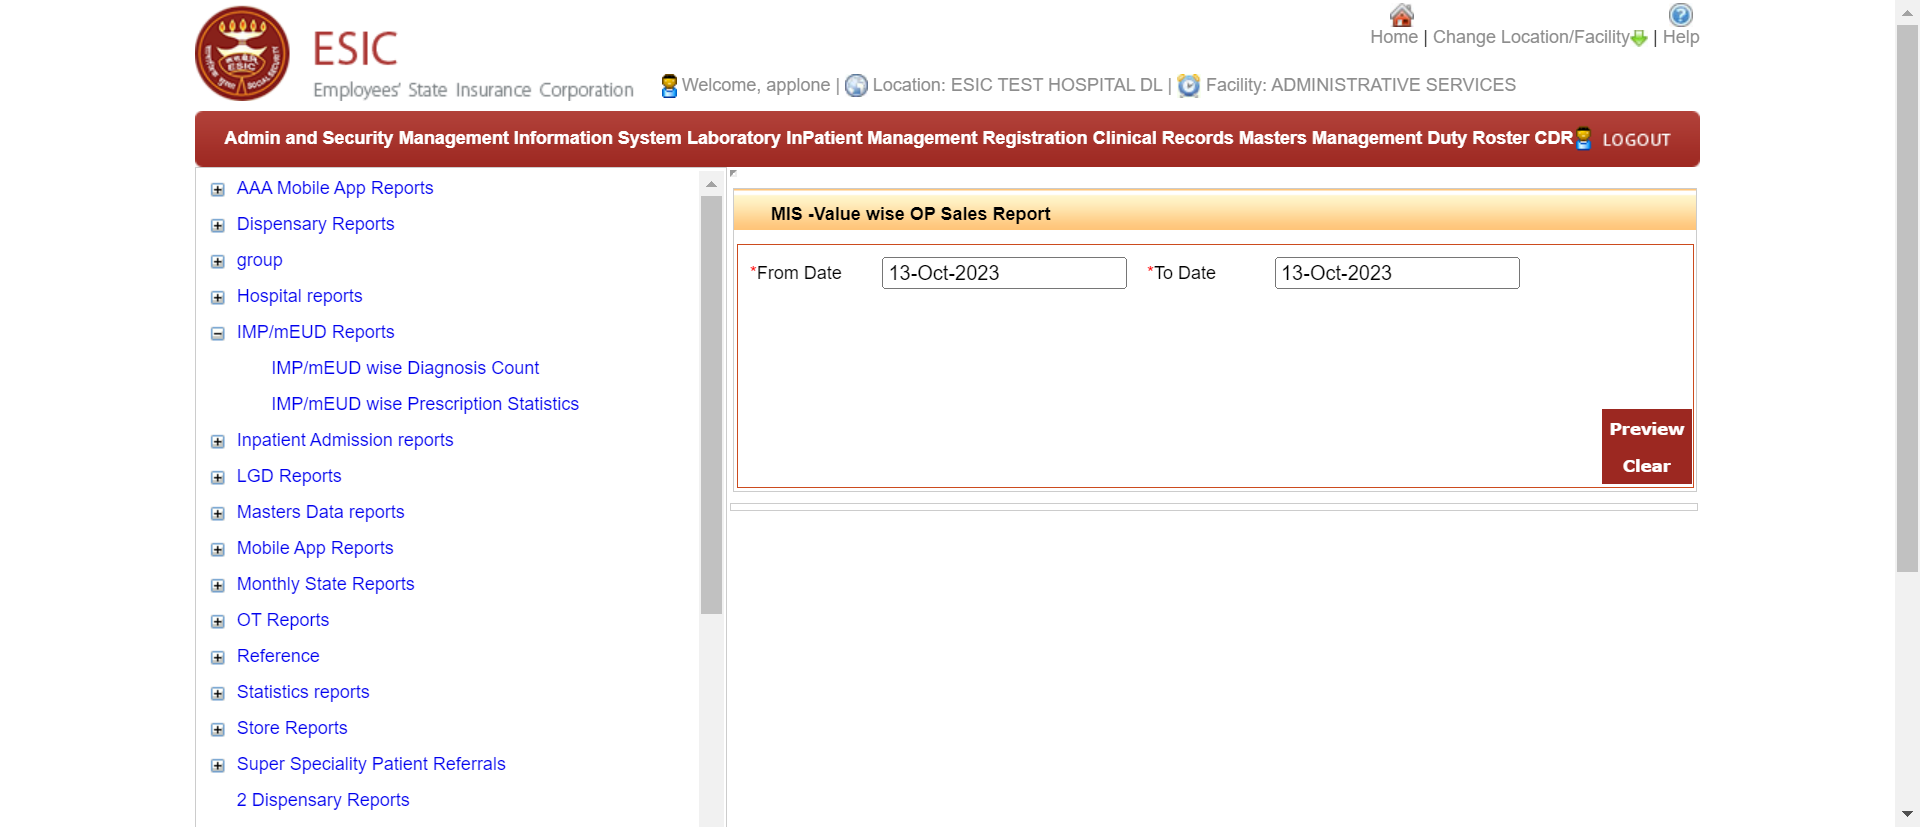 ESIC
Employees' State Insurance Corporation
Home | Change Location/Facility | Help
Welcome, applone | Location: ESIC TEST HOSPITAL DL | Facility: ADMINISTRATIVE SERVICES
Admin and Security Management Information System Laboratory InPatient Management Registration Clinical Records Masters Management Duty Roster CDR LOGOUT
AAA Mobile App Reports
Dispensary Reports
group
Hospital reports
IMP/mEUD Reports
IMP/mEUD wise Diagnosis Count
IMP/mEUD wise Prescription Statistics
Inpatient Admission reports
LGD Reports
Masters Data reports
Mobile App Reports
Monthly State Reports
OT Reports
Reference
Statistics reports
Store Reports
Super Speciality Patient Referrals
2 Dispensary Reports
MIS -Value wise OP Sales Report
*From Date 13-Oct-2023 *To Date 13-Oct-2023
Preview
Clear